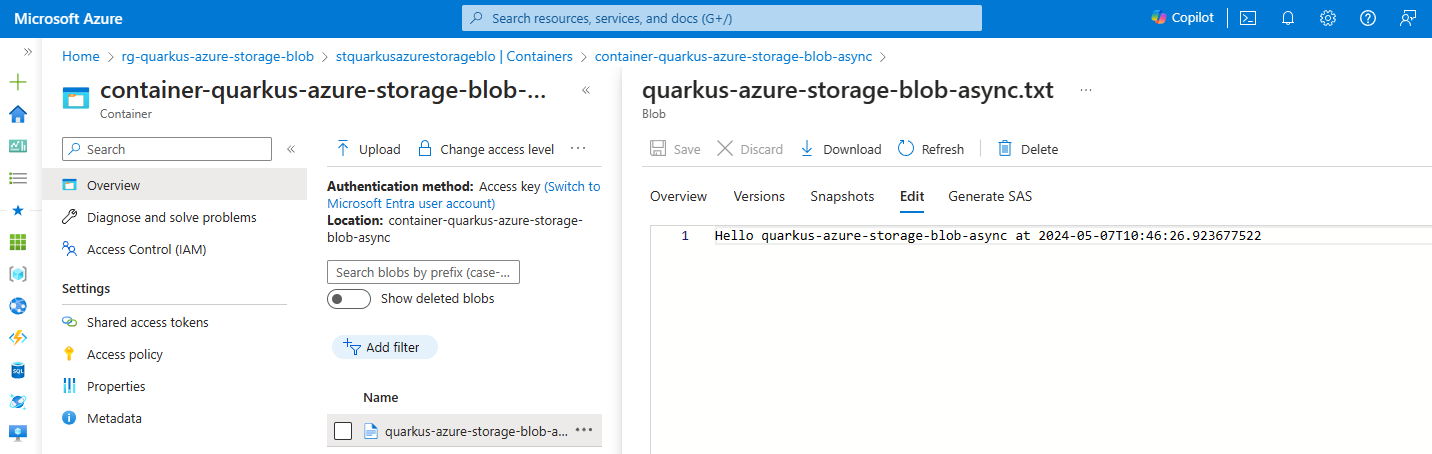 Microsoft Azure
Search resources, services, and docs (G+/)
Copilot
Home > rg-quarkus-azure-storage-blob > stquarkusazurestorageblo | Containers > container-quarkus-azure-storage-blob-async >
container-quarkus-azure-storage-blob-...
Container
Search
Overview
Diagnose and solve problems
Access Control (IAM)
Settings
Shared access tokens
Access policy
Properties
Metadata
Upload
Change access level
Authentication method: Access key (Switch to
Microsoft Entra user account)
Location: container-quarkus-azure-storage-
blob-async
Search blobs by prefix (case-...
Show deleted blobs
Add filter
Name
quarkus-azure-storage-blob-a...
quarkus-azure-storage-blob-async.txt
Blob
Save
Discard
Download
Refresh
Delete
Overview
Versions
Snapshots
Edit
Generate SAS
1 Hello quarkus-azure-storage-blob-async at 2024-05-07T10:46:26.923677522